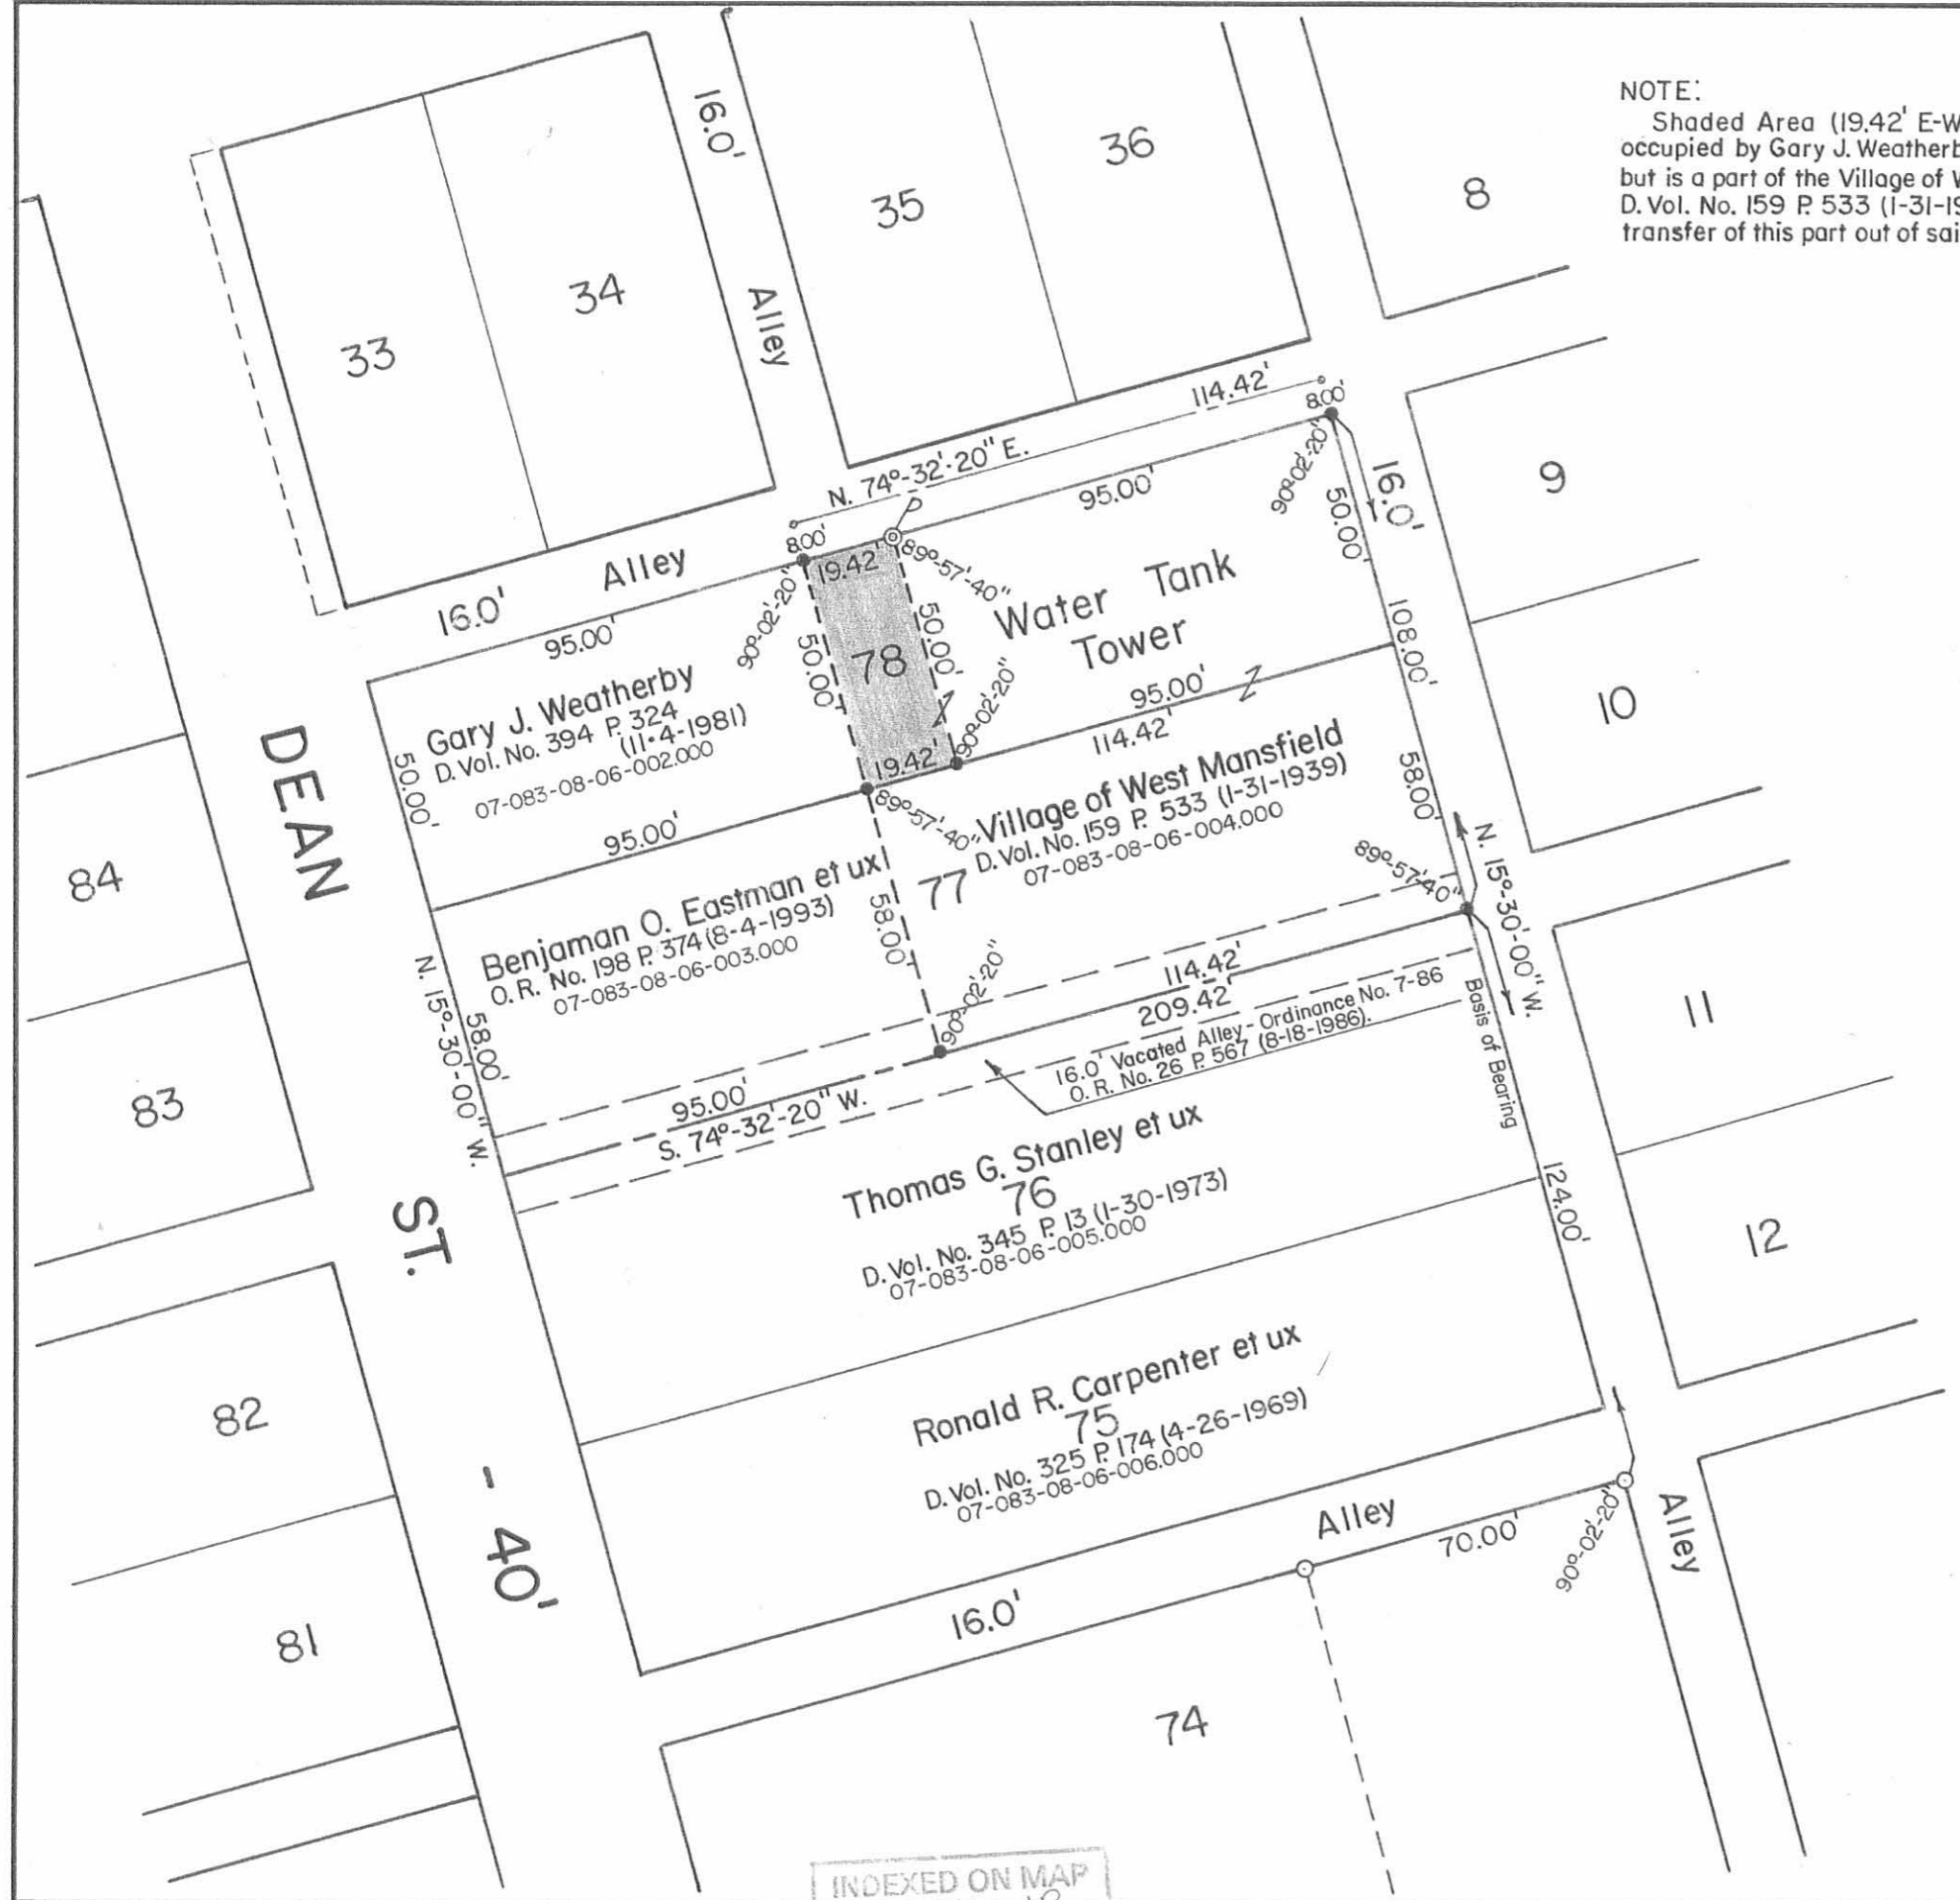 NOTE:
Shaded Area (19.42' E-W
occupied by Gary J. Weatherb
but is a part of the Village of W
D. Vol. No. 159 P. 533 (1-31-19
transfer of this part out of sai
16.0'
Alley
36
35
8
34
33
114.42'
8.00'
N. 74°-32'-20" E.
9
95.00'
90°-02'-20"
50.00'
16.0'
P
8.00'
Alley
19.42'
89°-57'-40"
Water Tank
Tower
16.0'
95.00'
90°-02'-20"
50.00'
78
50.00'
108.00'
Gary J. Weatherby
D. Vol. No. 394 P. 324
(11-4-1981)
07-083-08-06-002.000
90°-02'-20"
95.00'
Z
114.42'
10
50.00'
19.42'
DEAN
95.00'
89°-57'-40"
Village of West Mansfield
D. Vol. No. 159 P. 533 (1-31-1939)
07-083-08-06-004.000
58.00'
84
Benjaman O. Eastman et ux
O. R. No. 198 P. 374 (8-4-1993)
07-083-08-06-003.000
77
58.00'
89°-57'-40"
N. 15°-30'-00" W.
N. 15°-30'-00" W.
58.00'
90°-02'-20"
114.42'
209.42'
16.0' Vacated Alley - Ordinance No. 7-86
O. R. No. 26 P. 567 (8-18-1986).
Basis of Bearing
11
83
95.00'
S. 74°-32'-20" W.
ST.
Thomas G. Stanley et ux
76
D. Vol. No. 345 P. 13 (1-30-1973)
07-083-08-06-005.000
124.00'
12
82
Ronald R. Carpenter et ux
75
D. Vol. No. 325 P. 174 (4-26-1969)
07-083-08-06-006.000
- 40'
Alley
70.00'
90°-02'-20"
Alley
16.0'
81
74
INDEXED ON MAP